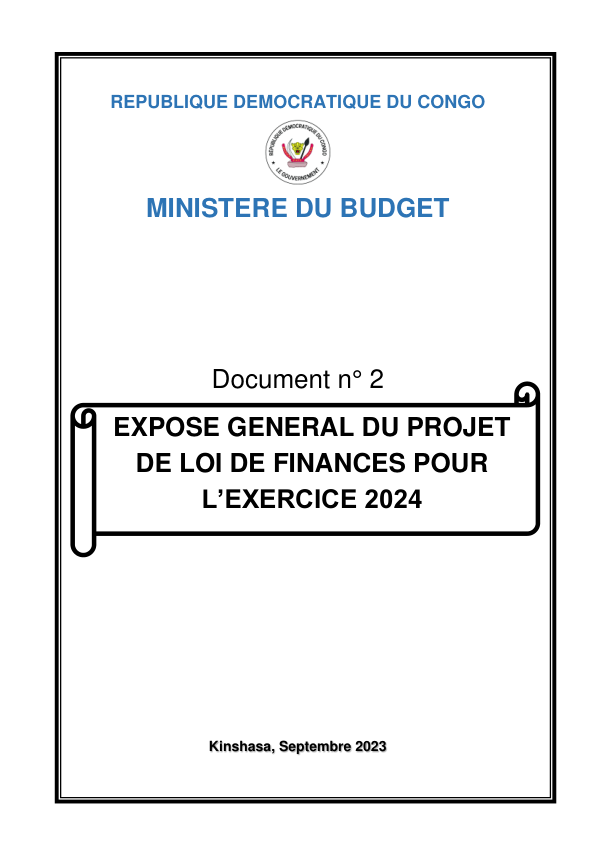 REPUBLIQUE DEMOCRATIQUE DU CONGO
RÉPUBLIQUE DÉMOCRATIQUE DU CONGO
LE GOUVERNEMENT
MINISTERE DU BUDGET
Document n° 2
EXPOSE GENERAL DU PROJET
DE LOI DE FINANCES POUR
L’EXERCICE 2024
Kinshasa, Septembre 2023